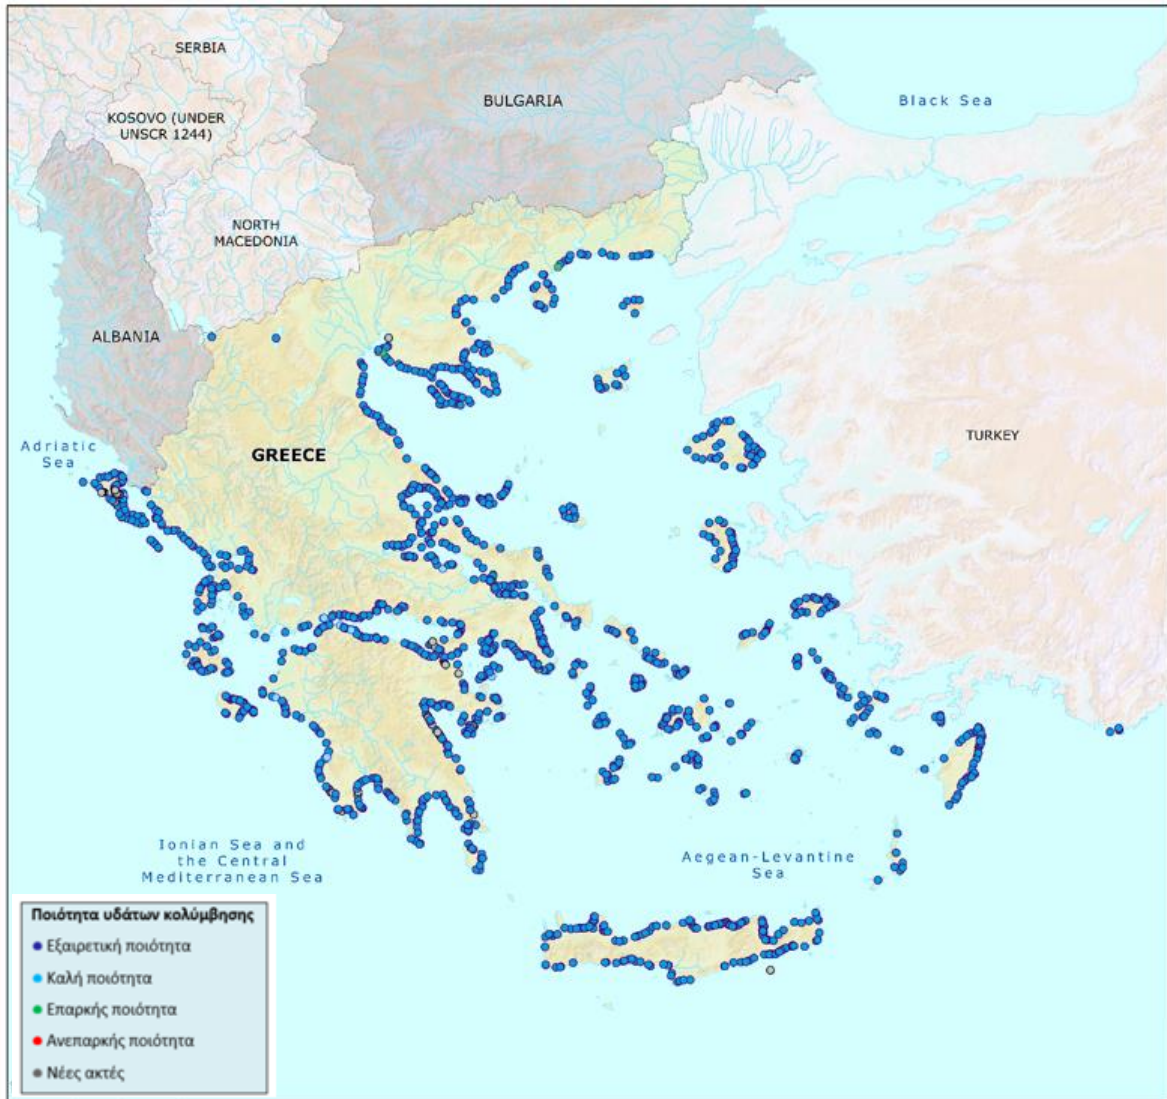 SERBIA
BULGARIA
Black Sea
KOSOVO (UNDER
UNSCR 1244)
NORTH
MACEDONIA
ALBANIA
Adriatic
Sea
GREECE
TURKEY
Ionian Sea and
the Central
Mediterranean Sea
Aegean-Levantine
Sea
Ποιότητα υδάτων κολύμβησης
Εξαιρετική ποιότητα
Καλή ποιότητα
Επαρκής ποιότητα
Ανεπαρκής ποιότητα
Νέες ακτές